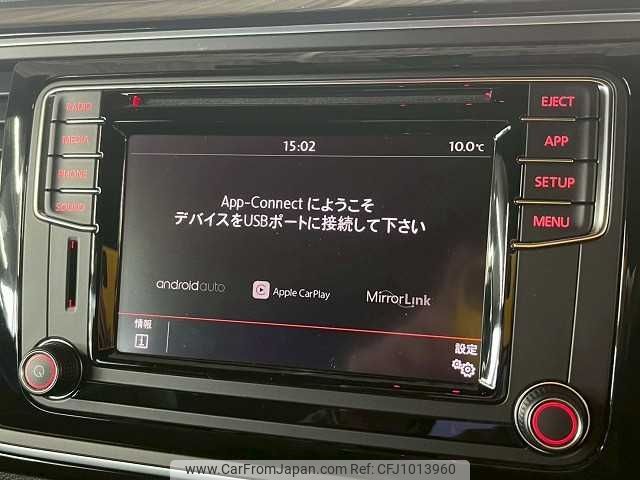 RADIO
MEDIA
PHONE
SOUND
EJECT
APP
SETUP
MENU
15:02
10.0℃
App-Connect にようこそ
デバイスをUSBポートに接続して下さい
androidauto
Apple CarPlay
MirrorLink
情報
設定
www.CarFromJapan.com | Ref. CFJ No. CFJ1013960